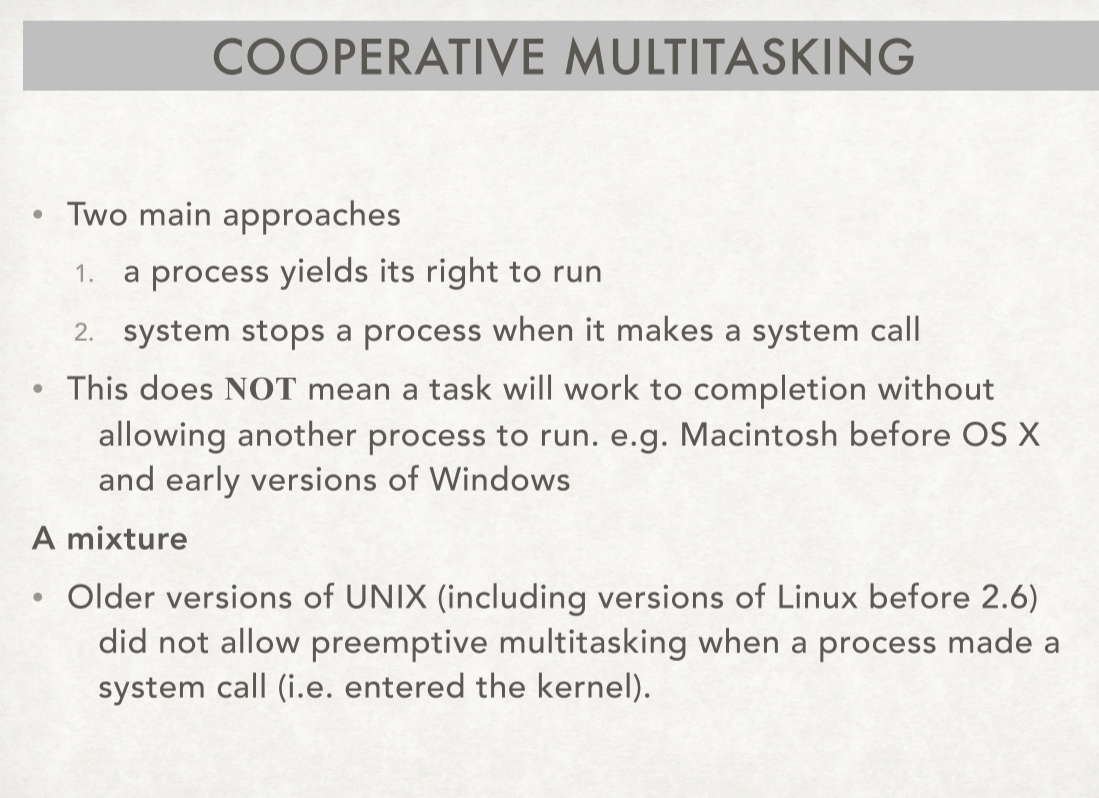 COOPERATIVE MULTITASKING
• Two main approaches
1. a process yields its right to run
2. system stops a process when it makes a system call
• This does NOT mean a task will work to completion without
allowing another process to run. e.g. Macintosh before OS X
and early versions of Windows
A mixture
• Older versions of UNIX (including versions of Linux before 2.6)
did not allow preemptive multitasking when a process made a
system call (i.e. entered the kernel).